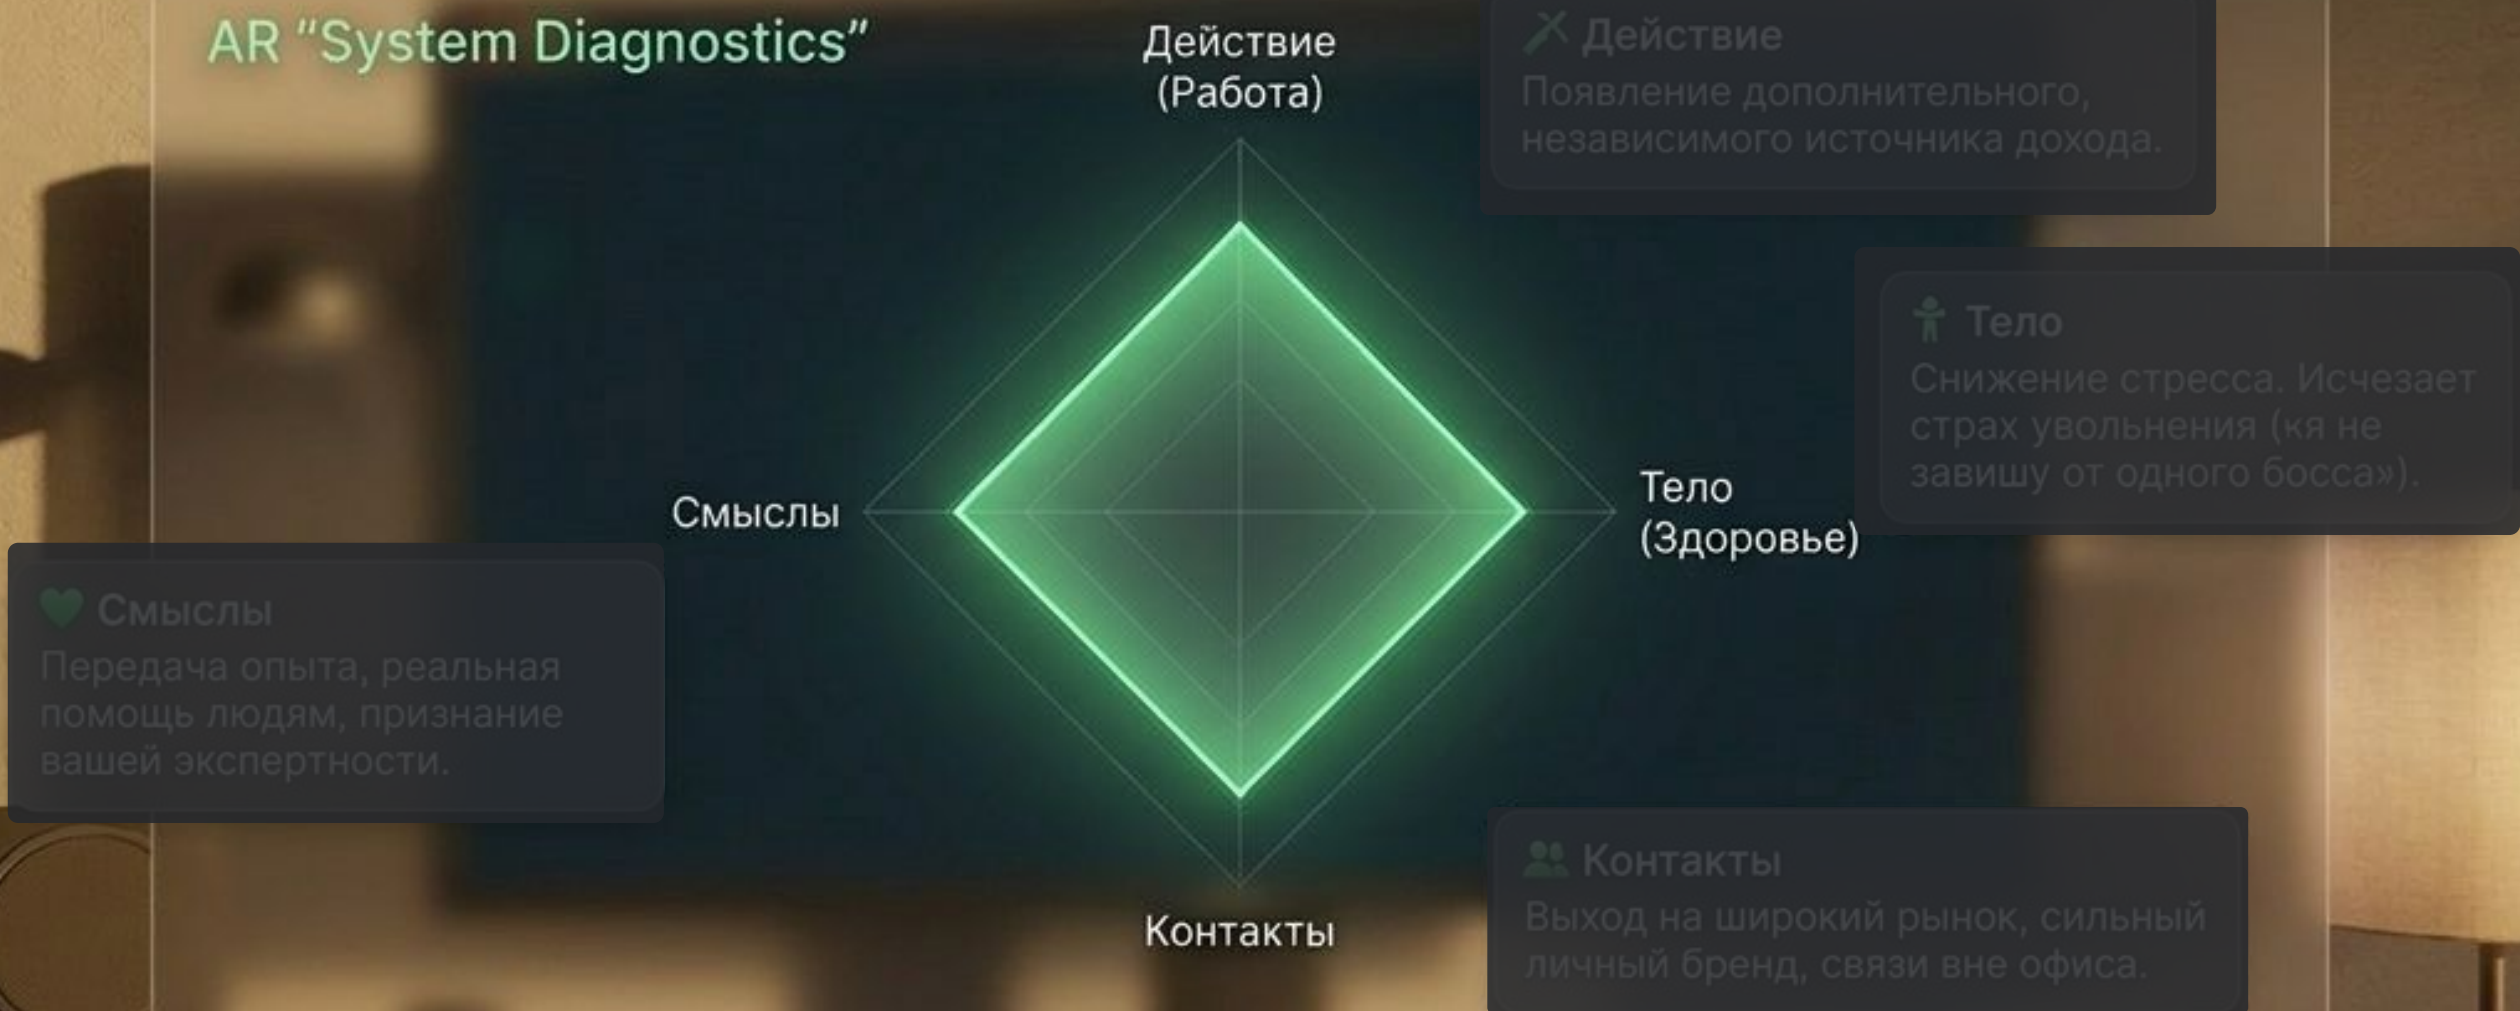 AR “System Diagnostics”
Действие
(Работа)
Действие
Появление дополнительного,
независимого источника дохода.
Тело
Снижение стресса. Исчезает
страх увольнения (кя не
завишу от одного босса»).
Смыслы
Тело
(Здоровье)
Смыслы
Передача опыта, реальная
помощь людям, признание
вашей экспертности.
Контакты
Выход на широкий рынок, сильный
личный бренд, связи вне офиса.
Контакты